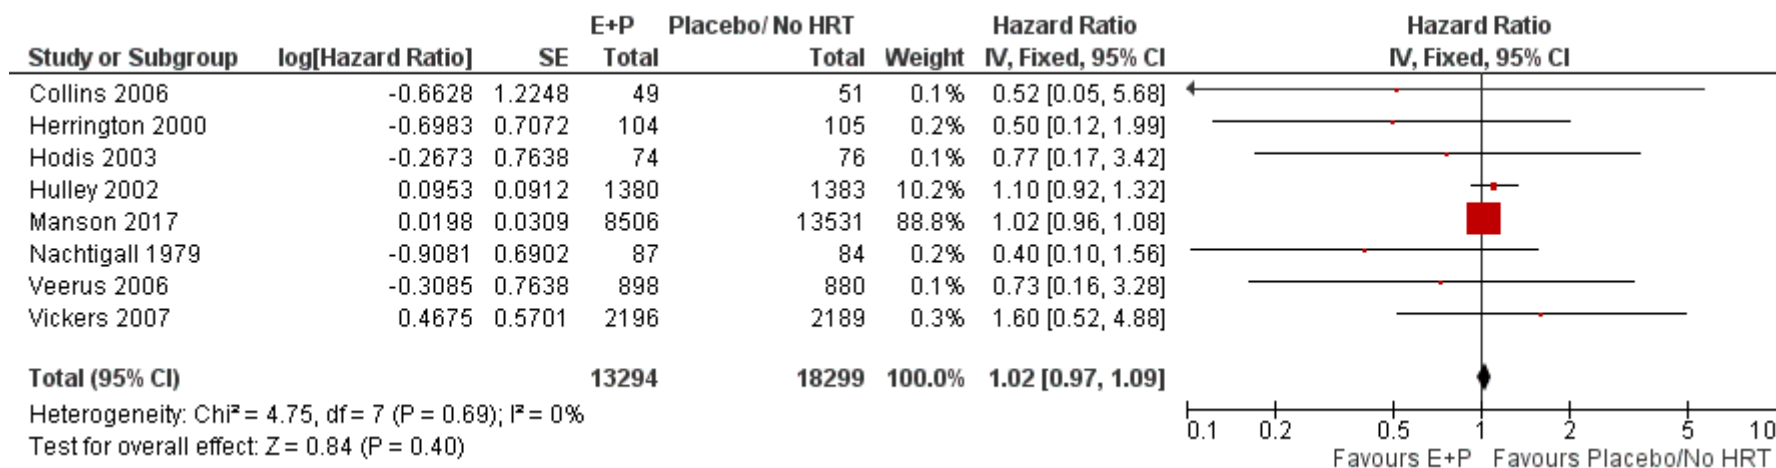 E+P Placebo/ No HRT Hazard Ratio Hazard Ratio
Study or Subgroup log[Hazard Ratio] SE Total Total Weight IV, Fixed, 95% CI IV, Fixed, 95% CI
Collins 2006 -0.6628 1.2248 49 51 0.1% 0.52 [0.05, 5.68]
Herrington 2000 -0.6983 0.7072 104 105 0.2% 0.50 [0.12, 1.99]
Hodis 2003 -0.2673 0.7638 74 76 0.1% 0.77 [0.17, 3.42]
Hulley 2002 0.0953 0.0912 1380 1383 10.2% 1.10 [0.92, 1.32]
Manson 2017 0.0198 0.0309 8506 13531 88.8% 1.02 [0.96, 1.08]
Nachtigall 1979 -0.9081 0.6902 87 84 0.2% 0.40 [0.10, 1.56]
Veerus 2006 -0.3085 0.7638 898 880 0.1% 0.73 [0.16, 3.28]
Vickers 2007 0.4675 0.5701 2196 2189 0.3% 1.60 [0.52, 4.88]
Total (95% CI) 13294 18299 100.0% 1.02 [0.97, 1.09]
Heterogeneity: Chi² = 4.75, df = 7 (P = 0.69); I² = 0%
Test for overall effect: Z = 0.84 (P = 0.40)
0.1 0.2 0.5 1 2 5 10
Favours E+P Favours Placebo/No HRT